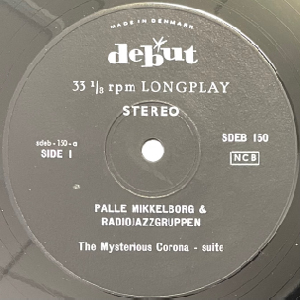 MADE IN DENMARK
debut
33 1/3 rpm LONGPLAY
STEREO
sdeb - 150 - a
SIDE 1
SDEB 150
NCB
PALLE MIKKELBORG &
RADIOJAZZGRUPPEN
The Mysterious Corona - suite